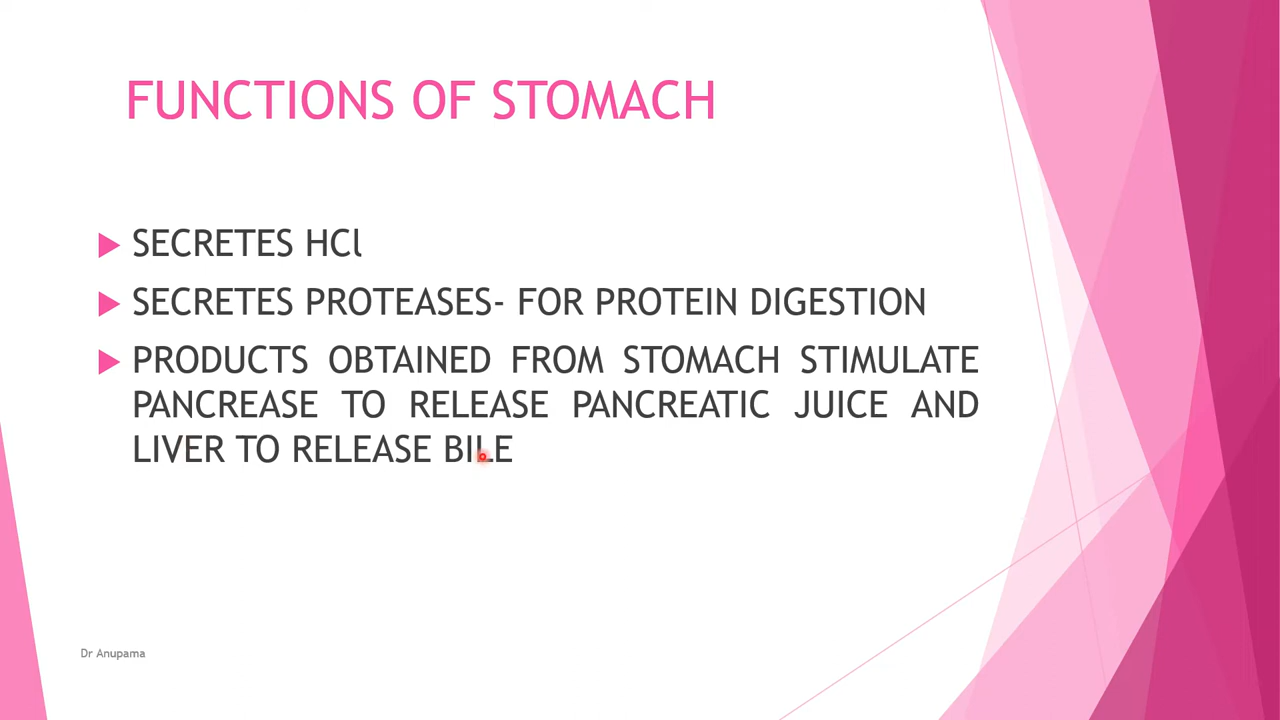 FUNCTIONS OF STOMACH
SECRETES HCl
SECRETES PROTEASES- FOR PROTEIN DIGESTION
PRODUCTS OBTAINED FROM STOMACH STIMULATE
PANCREASE TO RELEASE PANCREATIC JUICE AND
LIVER TO RELEASE BILE
Dr Anupama